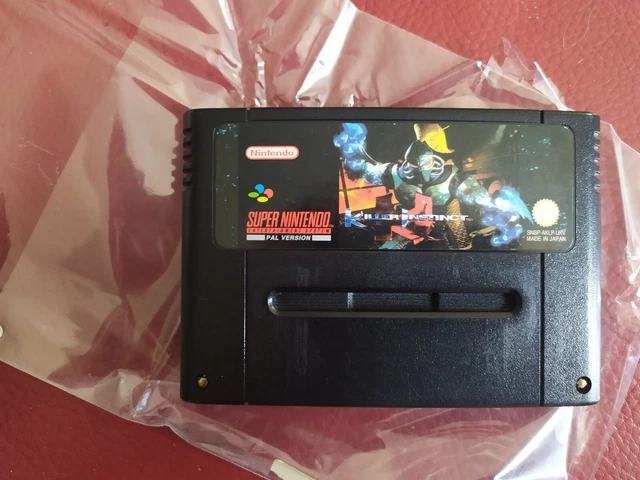 Nintendo
SUPER NINTENDO
ENTERTAINMENT SYSTEM
PAL VERSION
KILLER INSTINCT
SNSP-AKLP-UKV
MADE IN JAPAN